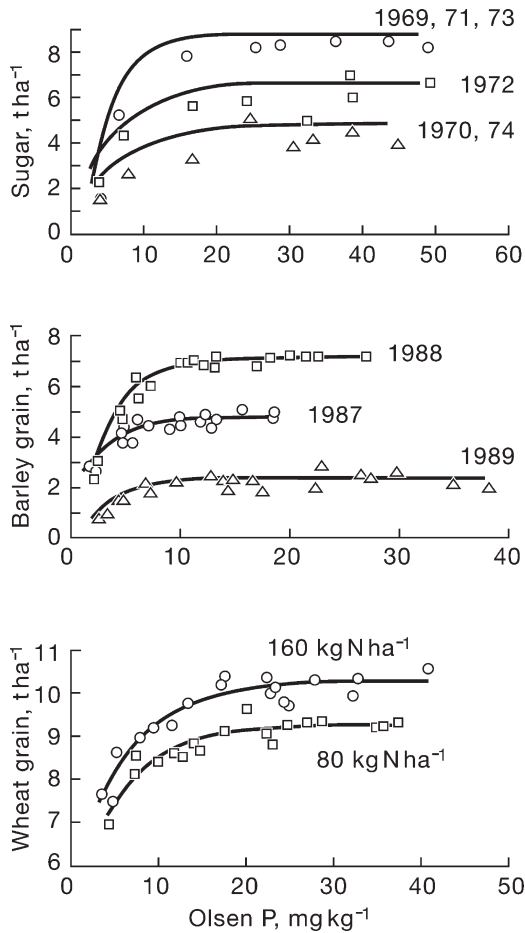 Sugar, t ha⁻¹
8
6
4
2
0
1969, 71, 73
1972
1970, 74
0 10 20 30 40 50 60
Barley grain, t ha⁻¹
8
6
4
2
0
1988
1987
1989
0 10 20 30 40
Wheat grain, t ha⁻¹
11
10
9
8
7
6
160 kg N ha⁻¹
80 kg N ha⁻¹
0 10 20 30 40 50
Olsen P, mg kg⁻¹